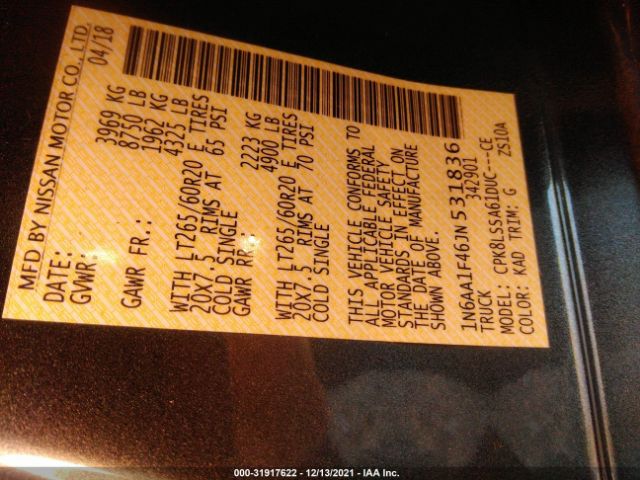 MFD BY NISSAN MOTOR CO., LTD.
DATE: 04/18
GVWR: 3969 KG
8750 LB
GAWR FR.: 1962 KG
4325 LB
WITH LT265/60R20 E TIRES
20X7.5 RIMS AT 65 PSI
COLD SINGLE
GAWR RR.: 2223 KG
4900 LB
WITH LT265/60R20 E TIRES
20X7.5 RIMS AT 70 PSI
COLD SINGLE
THIS VEHICLE CONFORMS TO
ALL APPLICABLE FEDERAL
MOTOR VEHICLE SAFETY
STANDARDS IN EFFECT ON
THE DATE OF MANUFACTURE
SHOWN ABOVE.
1N6AA1F46JN531836
TRUCK 342901
MODEL: CPK8LSSA61DUC---CE
COLOR: KAD TRIM: G ZS10A
000-31917622 - 12/13/2021 - IAA Inc.